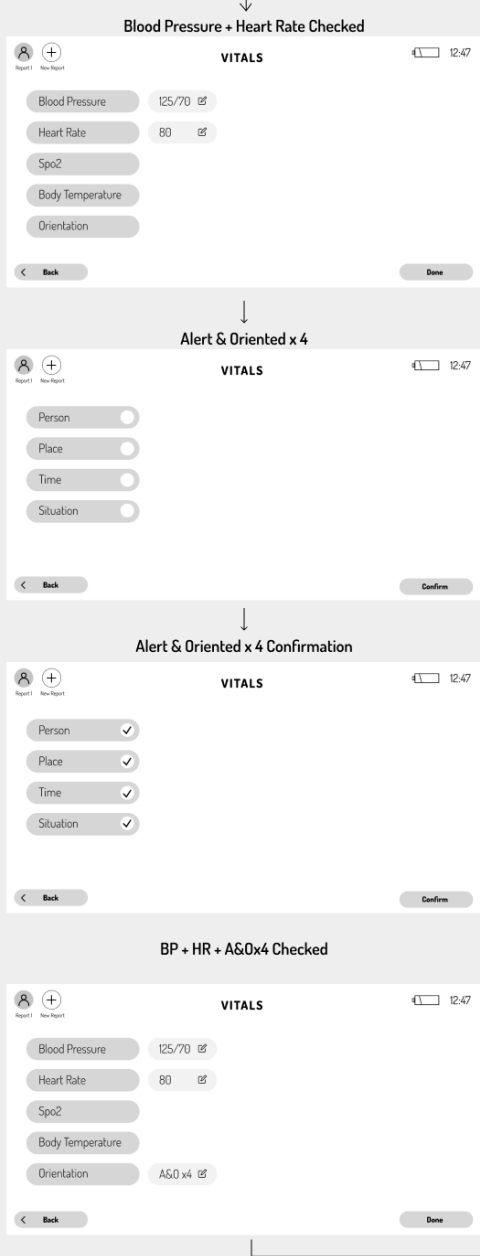 Blood Pressure + Heart Rate Checked
VITALS
12:47
Report 1 New Report
Blood Pressure 125/70
Heart Rate 80
Spo2
Body Temperature
Orientation
Back Done
Alert & Oriented x 4
VITALS
12:47
Report 1 New Report
Person
Place
Time
Situation
Back Confirm
Alert & Oriented x 4 Confirmation
VITALS
12:47
Report 1 New Report
Person
Place
Time
Situation
Back Confirm
BP + HR + A&Ox4 Checked
VITALS
12:47
Report 1 New Report
Blood Pressure 125/70
Heart Rate 80
Spo2
Body Temperature
Orientation A&O x4
Back Done